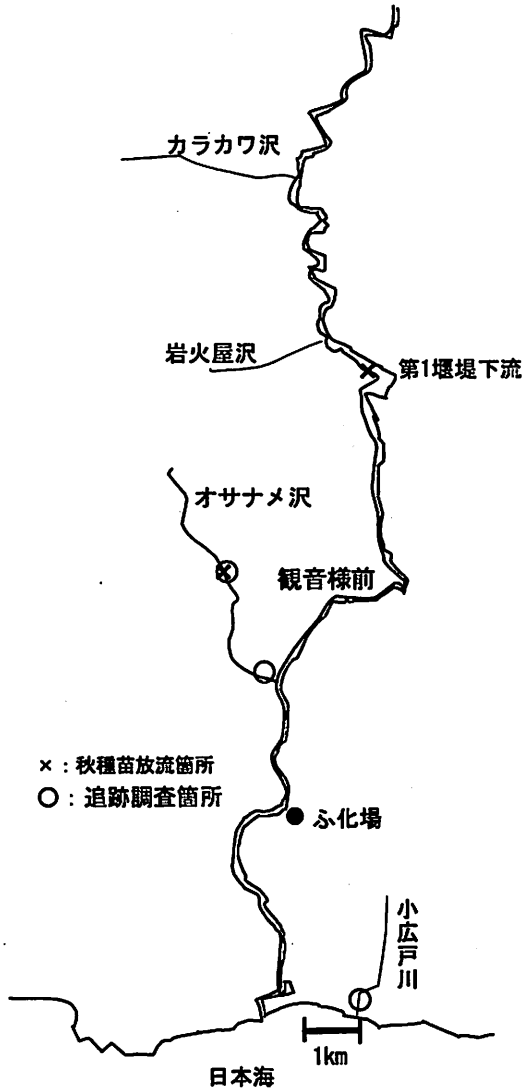 カラカワ沢
岩火屋沢
第1堰堤下流
オサナメ沢
観音様前
×：秋種苗放流箇所
○：追跡調査箇所
ふ化場
小広戸川
1km
日本海